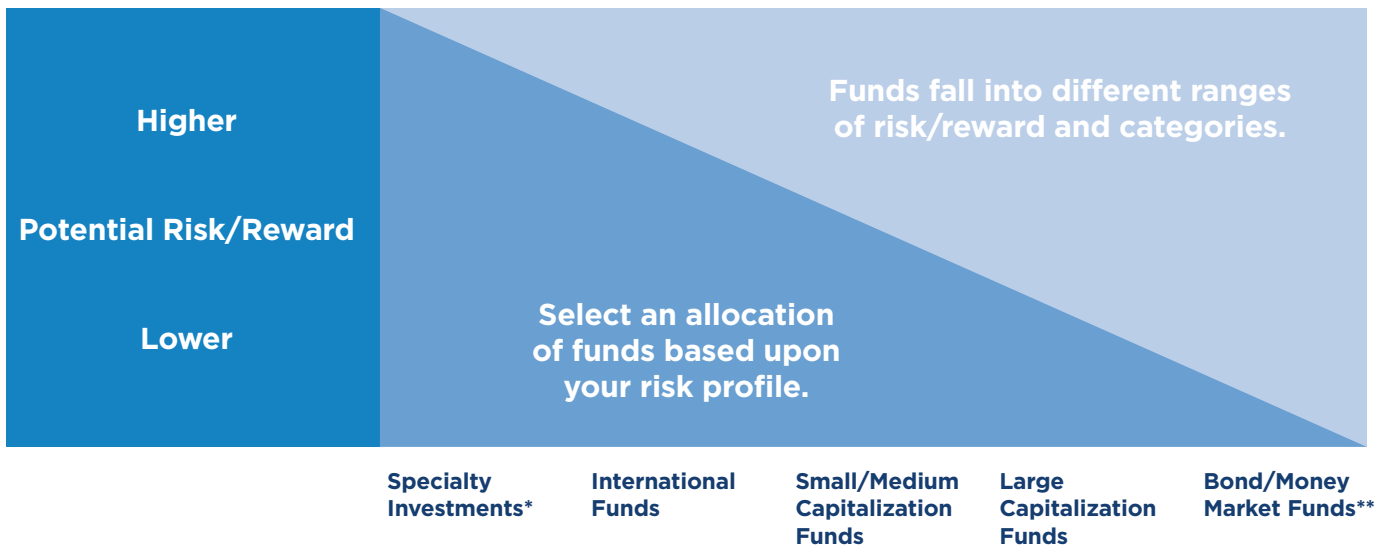 Higher
Potential Risk/Reward
Lower
Funds fall into different ranges
of risk/reward and categories.
Select an allocation
of funds based upon
your risk profile.
Specialty
Investments*
International
Funds
Small/Medium
Capitalization
Funds
Large
Capitalization
Funds
Bond/Money
Market Funds**